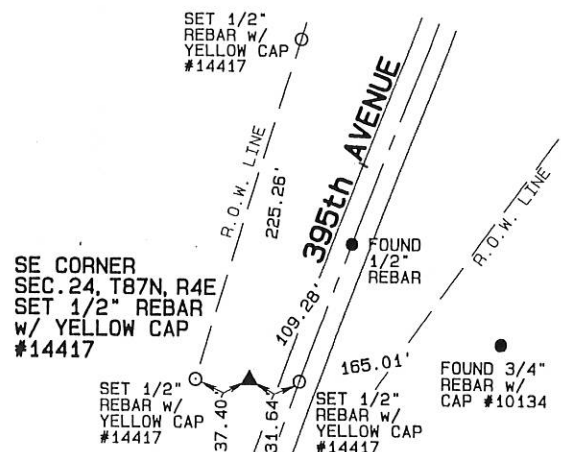 SET 1/2"
REBAR W/
YELLOW CAP
#14417
R.O.W. LINE
225.26'
395th AVENUE
R.O.W. LINE
FOUND
1/2"
REBAR
SE CORNER
SEC.24, T87N, R4E
SET 1/2" REBAR
W/ YELLOW CAP
#14417
109.28'
165.01'
FOUND 3/4"
REBAR W/
CAP #10134
SET 1/2"
REBAR W/
YELLOW CAP
#14417
37.40'
31.64'
SET 1/2"
REBAR W/
YELLOW CAP
#14417